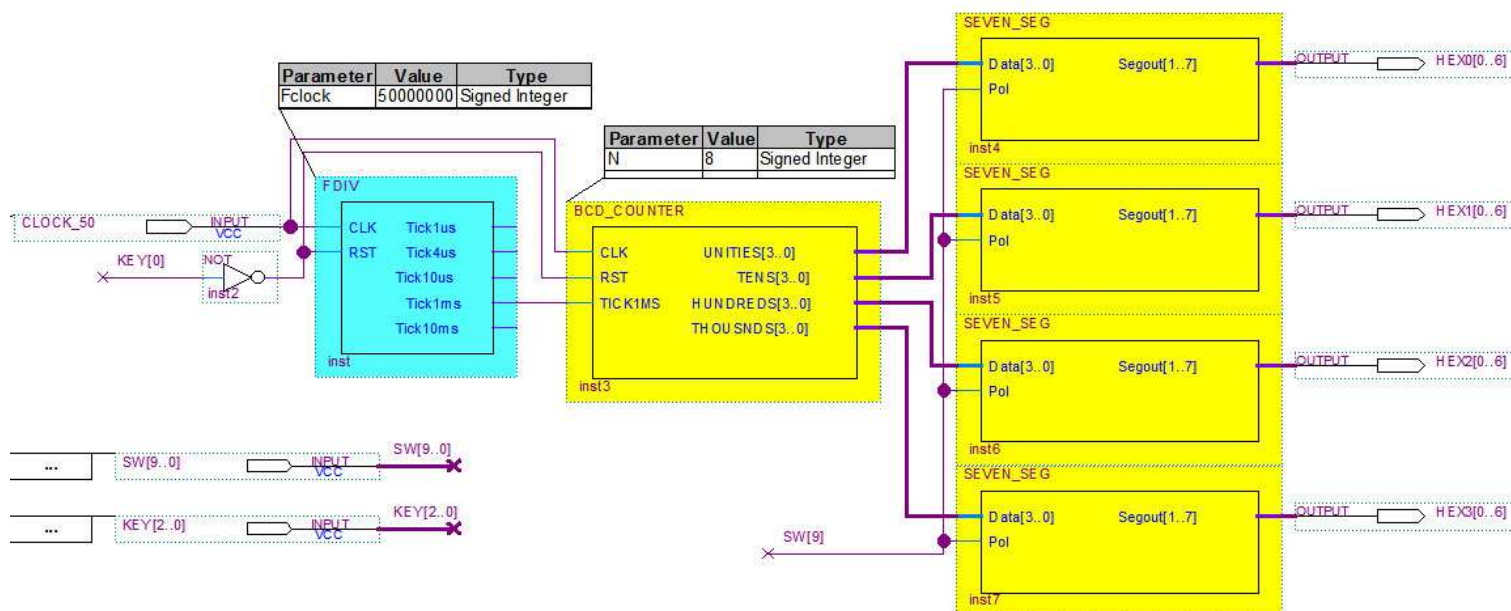 Parameter Value Type
Fclock 50000000 Signed Integer
Parameter Value Type
N 8 Signed Integer
CLOCK_50
INPUT
VCC
KEY[0]
NOT
inst2
FDIV
CLK Tick1us
RST Tick4us
Tick10us
Tick1ms
Tick10ms
inst
BCD_COUNTER
CLK UNITIES[3..0]
RST TENS[3..0]
TICK1MS HUNDREDS[3..0]
THOUSNDS[3..0]
inst3
SEVEN_SEG
Data[3..0] Segout[1..7]
Pol
inst4
OUTPUT HEX0[0..6]
SEVEN_SEG
Data[3..0] Segout[1..7]
Pol
inst5
OUTPUT HEX1[0..6]
SEVEN_SEG
Data[3..0] Segout[1..7]
Pol
inst6
OUTPUT HEX2[0..6]
SEVEN_SEG
Data[3..0] Segout[1..7]
Pol
inst7
OUTPUT HEX3[0..6]
... SW[9..0] INPUT SW[9..0]
VCC
... KEY[2..0] INPUT KEY[2..0]
VCC
SW[9]